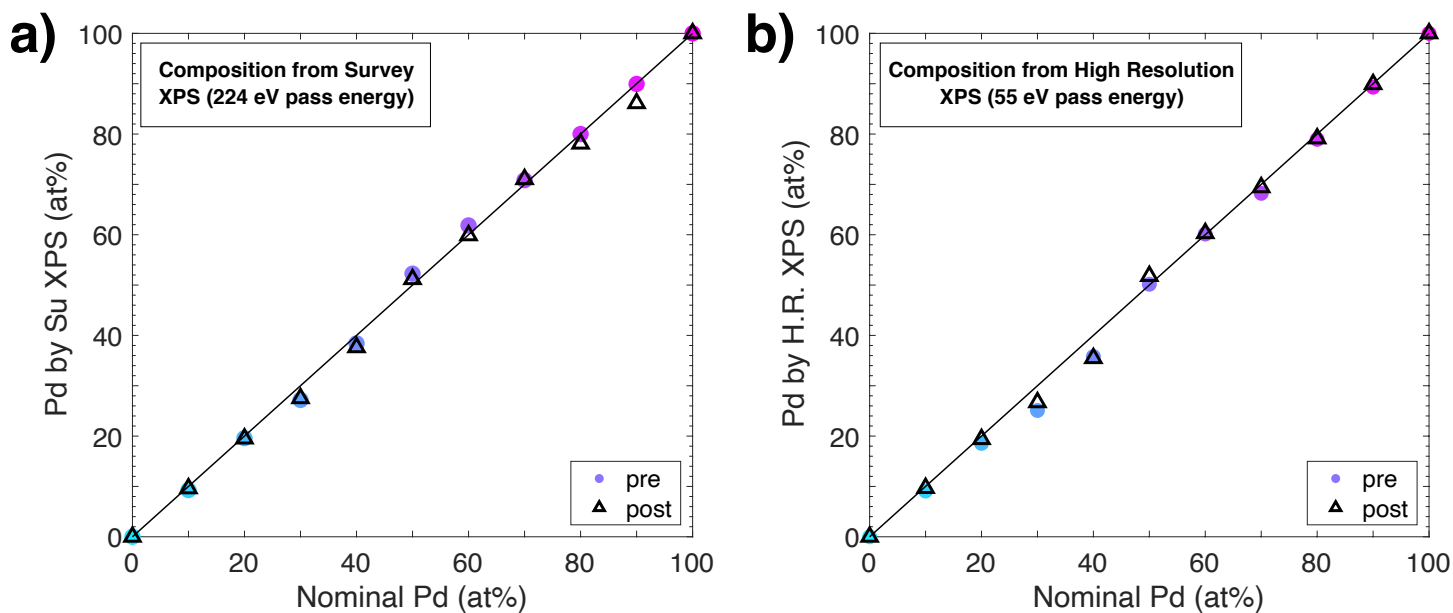 a)
Composition from Survey
XPS (224 eV pass energy)
Pd by Su XPS (at%)
100
80
60
40
20
0
pre
post
0 20 40 60 80 100
Nominal Pd (at%)
b)
Composition from High Resolution
XPS (55 eV pass energy)
Pd by H.R. XPS (at%)
100
80
60
40
20
0
pre
post
0 20 40 60 80 100
Nominal Pd (at%)